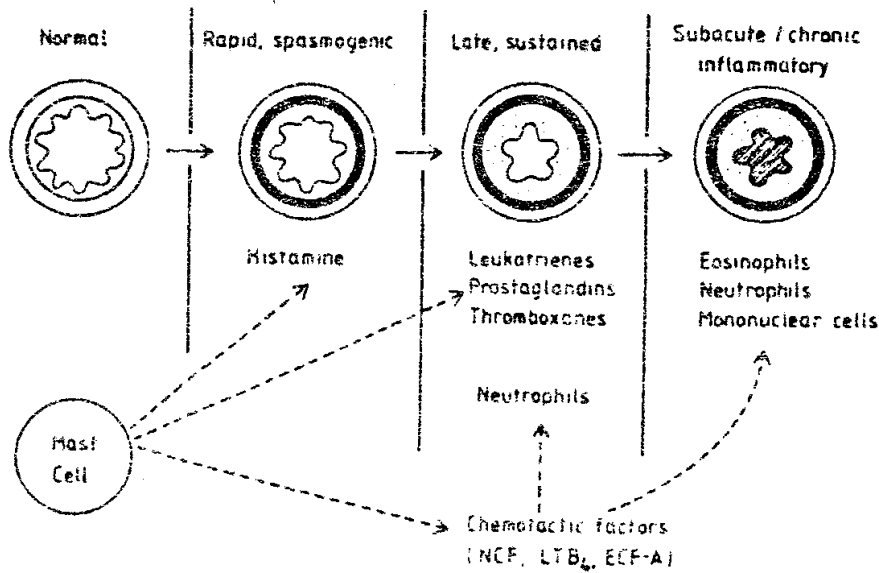 Normal
Rapid, spasmogenic
Late, sustained
Subacute / chronic
inflammatory
Histamine
Leukotrienes
Prostaglandins
Thromboxanes
Eosinophils
Neutrophils
Mononuclear cells
Neutrophils
Mast
Cell
Chemotactic factors
(NCF, LTB₄, ECF-A)